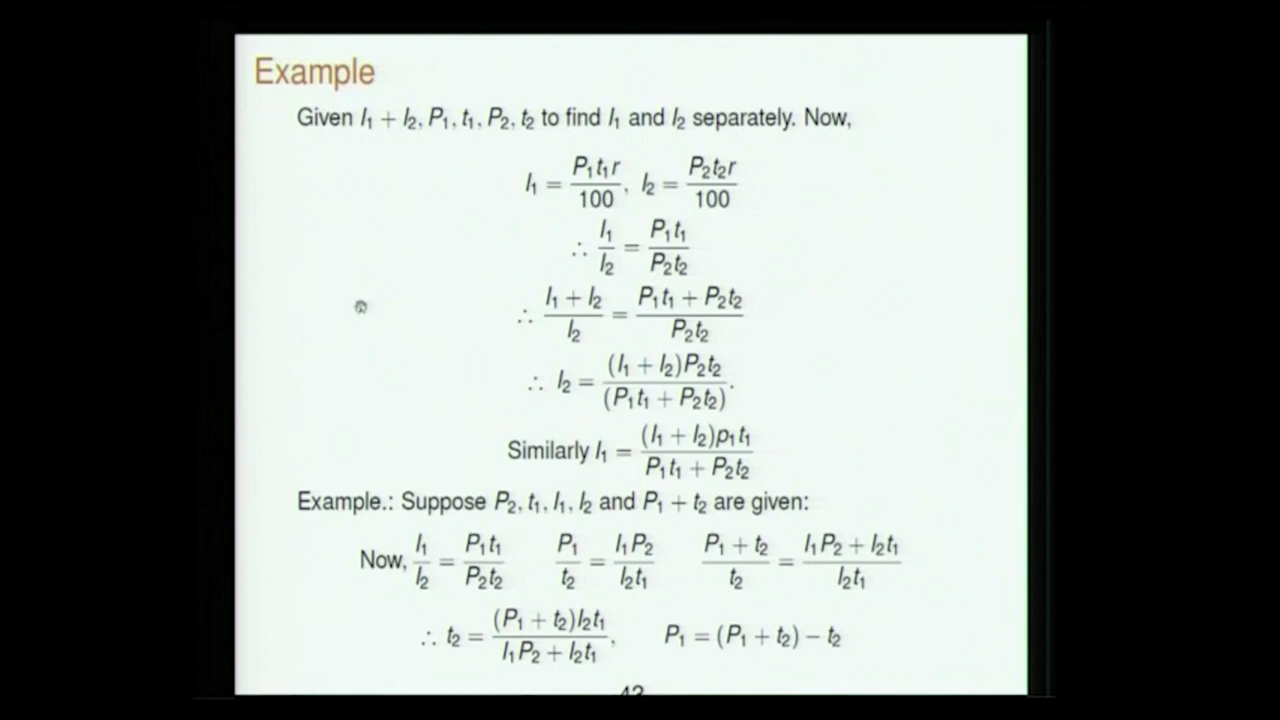 Example
Given I₁ + I₂, P₁, t₁, P₂, t₂ to find I₁ and I₂ separately. Now,
I₁ = P₁t₁r / 100, I₂ = P₂t₂r / 100
∴ I₁ / I₂ = P₁t₁ / P₂t₂
∴ I₁ + I₂ / I₂ = P₁t₁ + P₂t₂ / P₂t₂
∴ I₂ = (I₁ + I₂)P₂t₂ / (P₁t₁ + P₂t₂).
Similarly I₁ = (I₁ + I₂)p₁t₁ / P₁t₁ + P₂t₂
Example.: Suppose P₂, t₁, I₁, I₂ and P₁ + t₂ are given:
Now, I₁ / I₂ = P₁t₁ / P₂t₂ P₁ / t₂ = I₁P₂ / I₂t₁ P₁ + t₂ / t₂ = I₁P₂ + I₂t₁ / I₂t₁
∴ t₂ = (P₁ + t₂)I₂t₁ / I₁P₂ + I₂t₁, P₁ = (P₁ + t₂) − t₂